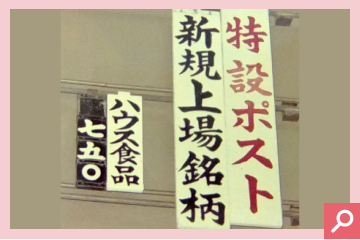 特設ポスト
新規上場銘柄
ハウス食品
七五〇